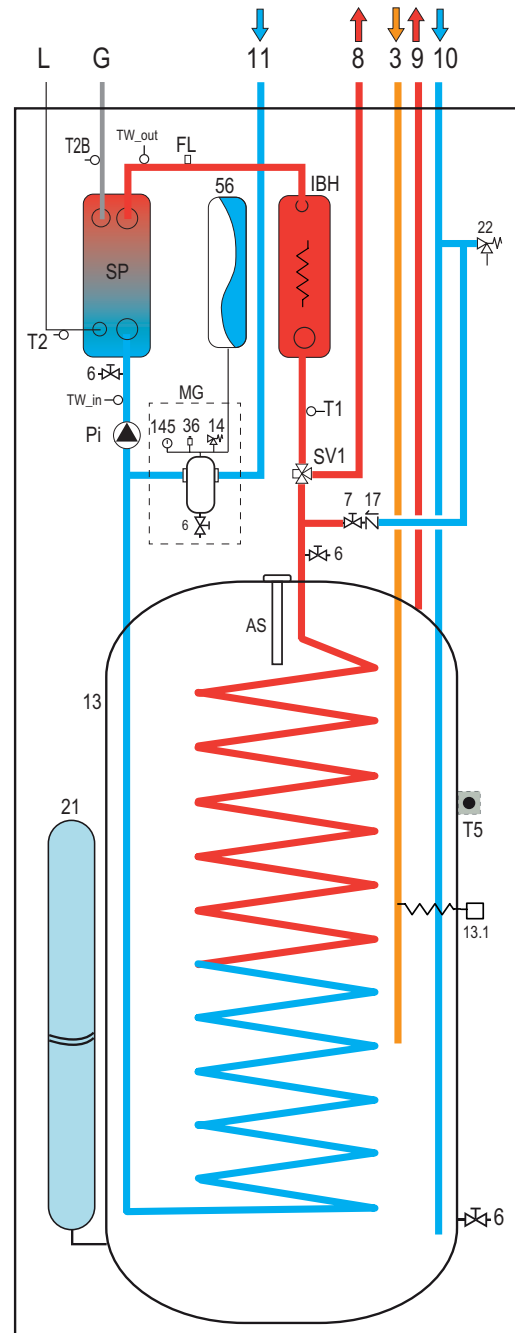 L G 11 8 3 9 10
TW_out
T2B
FL
56
IBH
22
SP
T2
6
TW_in
MG
T1
145 36 14
Pi
SV1
7 17
6
6
AS
13
21
T5
13.1
6